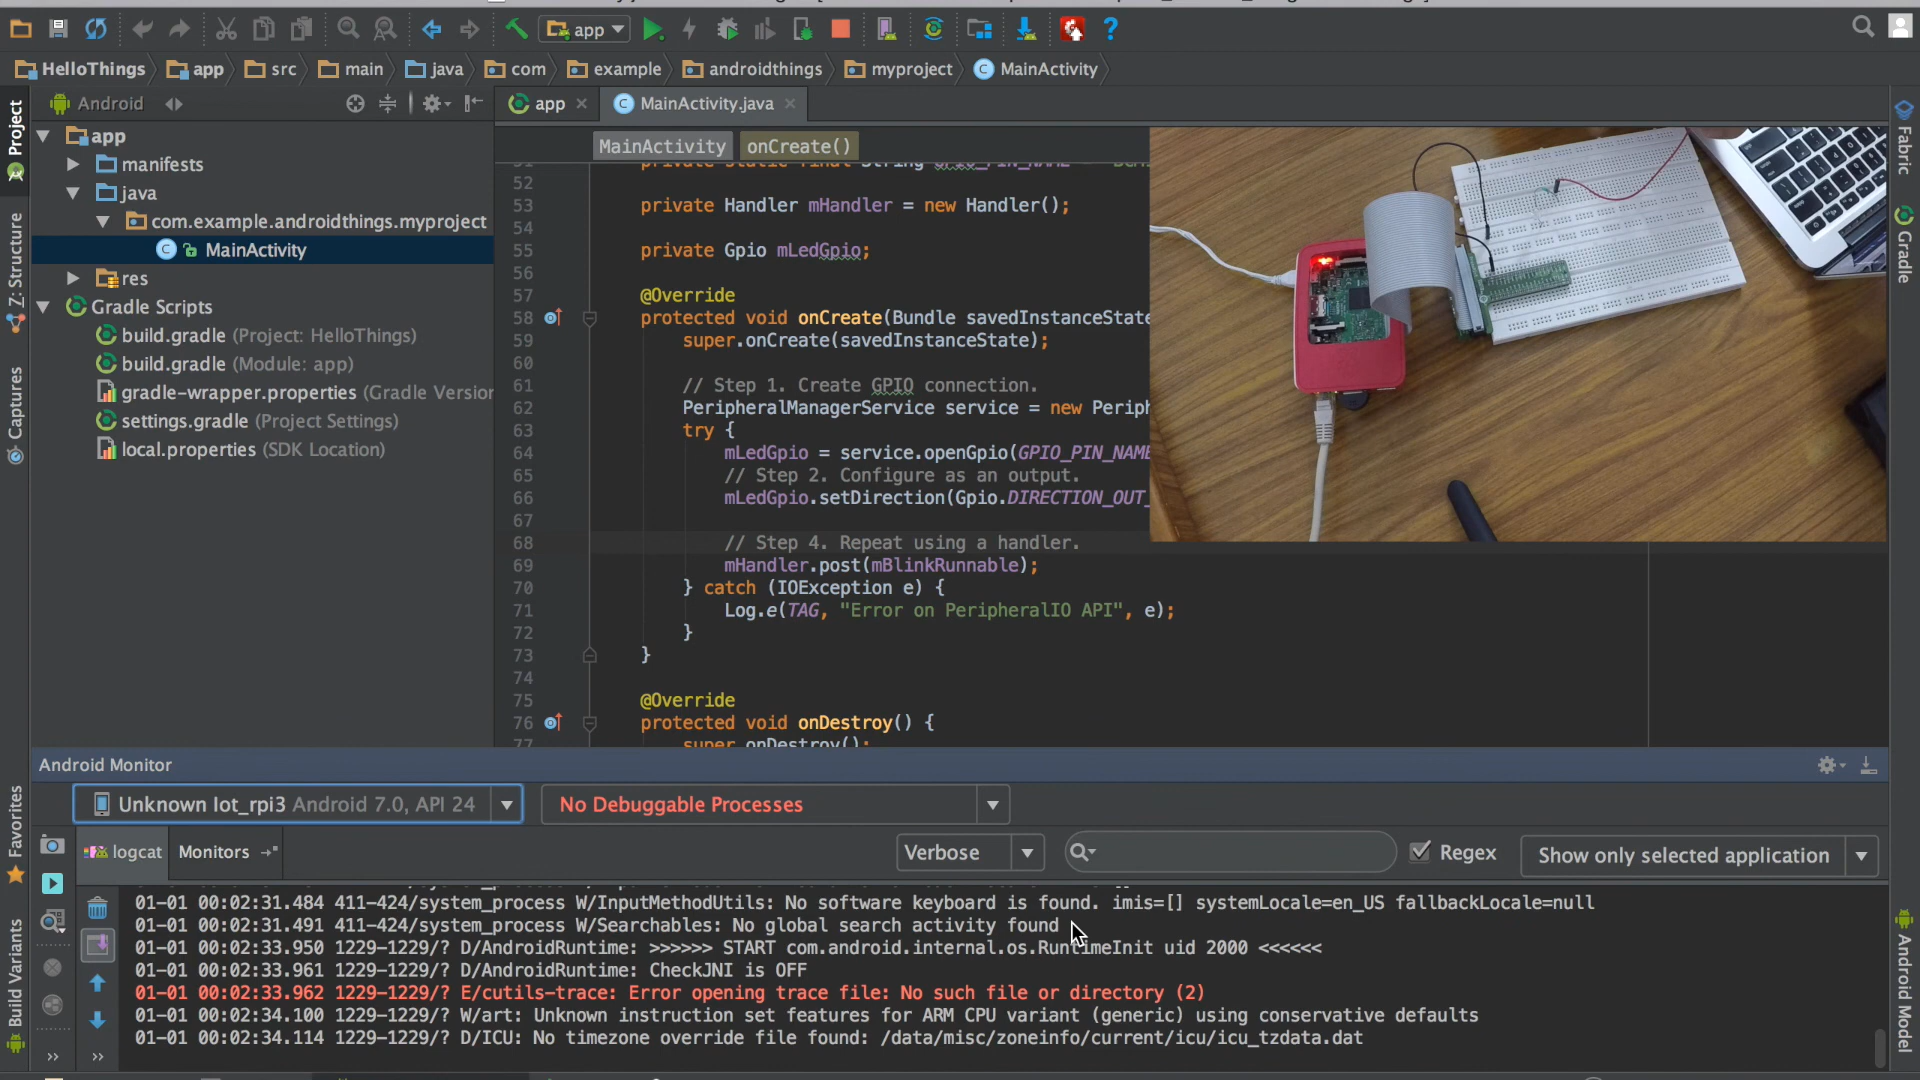 app
HelloThings app src main java com example androidthings myproject MainActivity
Project
Android
app MainActivity.java
app
manifests
java
com.example.androidthings.myproject
MainActivity
res
Gradle Scripts
build.gradle (Project: HelloThings)
build.gradle (Module: app)
gradle-wrapper.properties (Gradle Version
settings.gradle (Project Settings)
local.properties (SDK Location)
Z: Structure
Captures
Favorites
Build Variants
MainActivity onCreate()
private static final String GPIO_PIN_NAME =
52
53 private Handler mHandler = new Handler();
54
55 private Gpio mLedGpio;
56
57 @Override
58 protected void onCreate(Bundle savedInstanceState
59 super.onCreate(savedInstanceState);
60
61 // Step 1. Create GPIO connection.
62 PeripheralManagerService service = new Periph
63 try {
64 mLedGpio = service.openGpio(GPIO_PIN_NAME
65 // Step 2. Configure as an output.
66 mLedGpio.setDirection(Gpio.DIRECTION_OUT_
67
68 // Step 4. Repeat using a handler.
69 mHandler.post(mBlinkRunnable);
70 } catch (IOException e) {
71 Log.e(TAG, "Error on PeripheralIO API", e);
72 }
73 }
74
75 @Override
76 protected void onDestroy() {
77 super.onDestroy();
Fabric
Gradle
Android Model
Android Monitor
Unknown Iot_rpi3 Android 7.0, API 24 No Debuggable Processes
logcat Monitors Verbose Regex Show only selected application
01-01 00:02:31.484 411-424/system_process W/InputMethodUtils: No software keyboard is found. imis=[] systemLocale=en_US fallbackLocale=null
01-01 00:02:31.491 411-424/system_process W/Searchables: No global search activity found
01-01 00:02:33.950 1229-1229/? D/AndroidRuntime: >>>>>> START com.android.internal.os.RuntimeInit uid 2000 <<<<<<
01-01 00:02:33.961 1229-1229/? D/AndroidRuntime: CheckJNI is OFF
01-01 00:02:33.962 1229-1229/? E/cutils-trace: Error opening trace file: No such file or directory (2)
01-01 00:02:34.100 1229-1229/? W/art: Unknown instruction set features for ARM CPU variant (generic) using conservative defaults
01-01 00:02:34.114 1229-1229/? D/ICU: No timezone override file found: /data/misc/zoneinfo/current/icu/icu_tzdata.dat